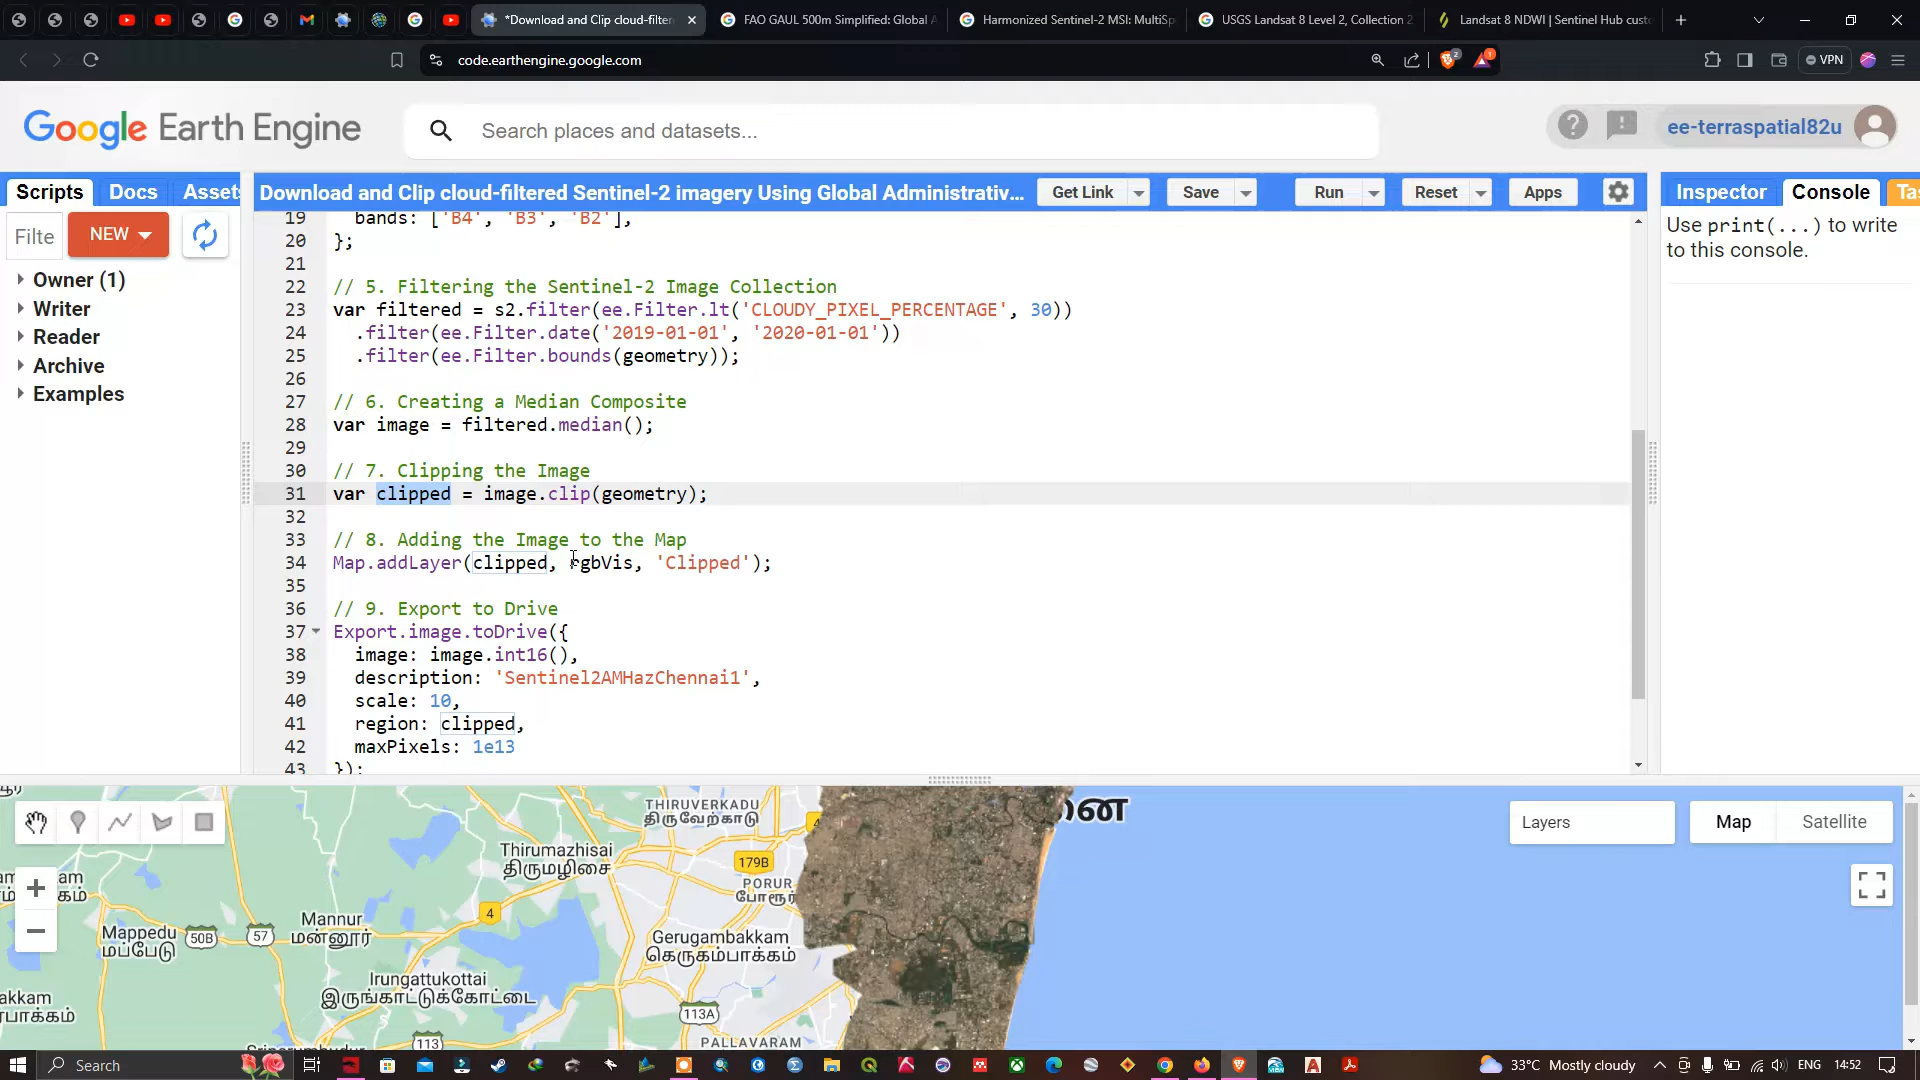 *Download and Clip cloud-filter
FAO GAUL 500m Simplified: Global A
Harmonized Sentinel-2 MSI: MultiSp
USGS Landsat 8 Level 2, Collection 2
Landsat 8 NDWI | Sentinel Hub cust
code.earthengine.google.com
2
1
VPN
Google Earth Engine
Search places and datasets...
ee-terraspatial82u
Scripts
Docs
Assets
Download and Clip cloud-filtered Sentinel-2 imagery Using Global Administrativ...
Get Link
Save
Run
Reset
Apps
Inspector
Console
Ta
Filte
NEW
Owner (1)
Writer
Reader
Archive
Examples
19 bands: ['B4', 'B3', 'B2'],
20 };
21
22 // 5. Filtering the Sentinel-2 Image Collection
23 var filtered = s2.filter(ee.Filter.lt('CLOUDY_PIXEL_PERCENTAGE', 30))
24 .filter(ee.Filter.date('2019-01-01', '2020-01-01'))
25 .filter(ee.Filter.bounds(geometry));
26
27 // 6. Creating a Median Composite
28 var image = filtered.median();
29
30 // 7. Clipping the Image
31 var clipped = image.clip(geometry);
32
33 // 8. Adding the Image to the Map
34 Map.addLayer(clipped, rgbVis, 'Clipped');
35
36 // 9. Export to Drive
37 Export.image.toDrive({
38 image: image.int16(),
39 description: 'Sentinel2AMHazChennai1',
40 scale: 10,
41 region: clipped,
42 maxPixels: 1e13
43 });
Use print(...) to write
to this console.
Layers
Map
Satellite
THIRUVERKADU
திருவேற்காடு
4
Thirumazhisai
திருமழிசை
179B
PORUR
போரூர்
4
Mannur
மன்னூர்
Mappedu
மப்பேடு
50B
57
Gerugambakkam
கெருகம்பாக்கம்
Irungattukottai
இருங்காட்டுக்கோட்டை
akkam
113A
113
PALLAVARAM
Search
33°C Mostly cloudy
ENG
14:52